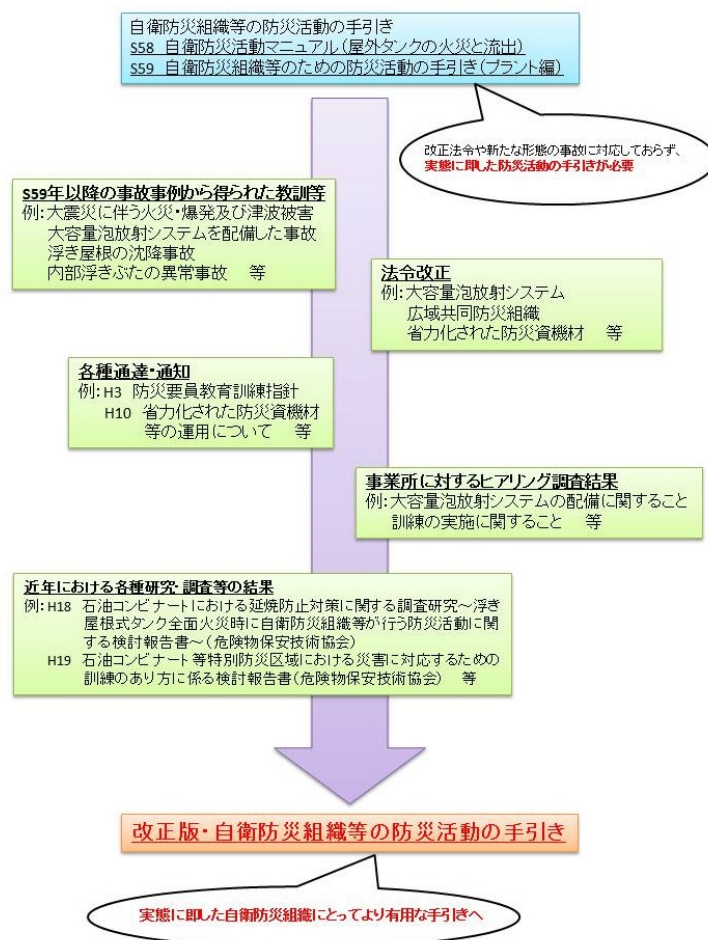 自衛防災組織等の防災活動の手引き
S58 自衛防災活動マニュアル(屋外タンクの火災と流出)
S59 自衛防災組織等のための防災活動の手引き(プラント編)
改正法令や新たな形態の事故に対応しておらず、
実態に即した防災活動の手引きが必要
S59年以降の事故事例から得られた教訓等
例:大震災に伴う火災・爆発及び津波被害
大容量泡放射システムを配備した事故
浮き屋根の沈降事故
内部浮きぶたの異常事故 等
法令改正
例:大容量泡放射システム
広域共同防災組織
省力化された防災資機材 等
各種通達・通知
例:H3 防災要員教育訓練指針
H10 省力化された防災資機材
等の運用について 等
事業所に対するヒアリング調査結果
例:大容量泡放射システムの配備に関すること
訓練の実施に関すること 等
近年における各種研究・調査等の結果
例:H18 石油コンビナートにおける延焼防止対策に関する調査研究~浮き
屋根式タンク全面火災時に自衛防災組織等が行う防災活動に関
する検討報告書~(危険物保安技術協会)
H19 石油コンビナート等特別防災区域における災害に対応するための
訓練のあり方に係る検討報告書(危険物保安技術協会) 等
改正版・自衛防災組織等の防災活動の手引き
実態に即した自衛防災組織にとってより有用な手引きへ